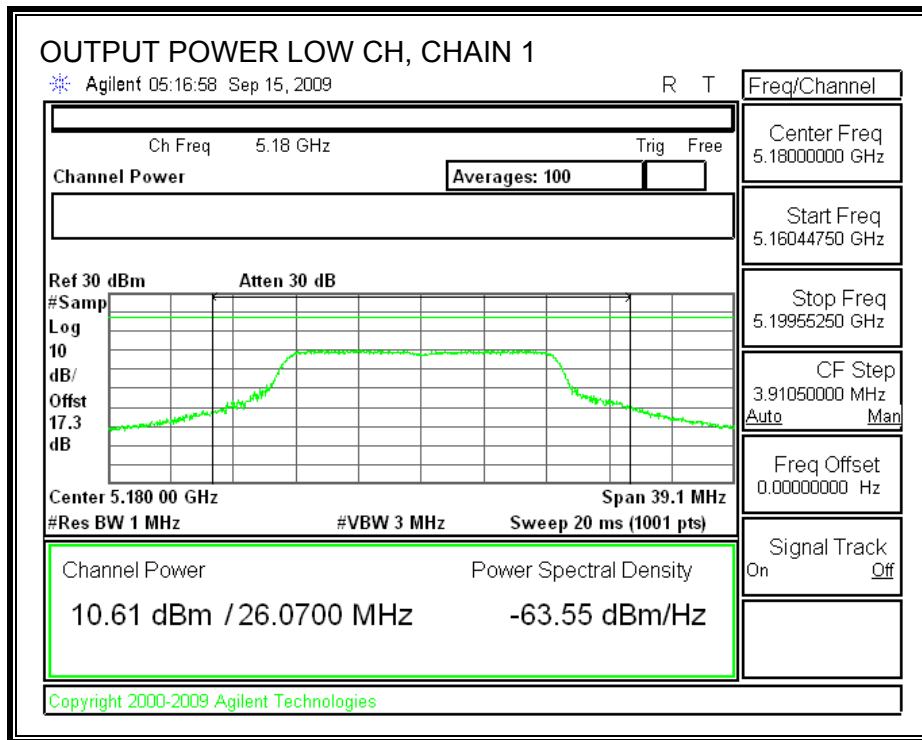 OUTPUT POWER LOW CH, CHAIN 1
Agilent 05:16:58 Sep 15, 2009 R T
Ch Freq 5.18 GHz Trig Free
Channel Power Averages: 100
Ref 30 dBm Atten 30 dB
#Samp
Log
10
dB/
Offst
17.3
dB
Center 5.180 00 GHz Span 39.1 MHz
#Res BW 1 MHz #VBW 3 MHz Sweep 20 ms (1001 pts)
Channel Power Power Spectral Density
10.61 dBm / 26.0700 MHz -63.55 dBm/Hz
Copyright 2000-2009 Agilent Technologies
Freq/Channel
Center Freq
5.18000000 GHz
Start Freq
5.16044750 GHz
Stop Freq
5.19955250 GHz
CF Step
3.91050000 MHz
Auto Man
Freq Offset
0.00000000 Hz
Signal Track
On Off